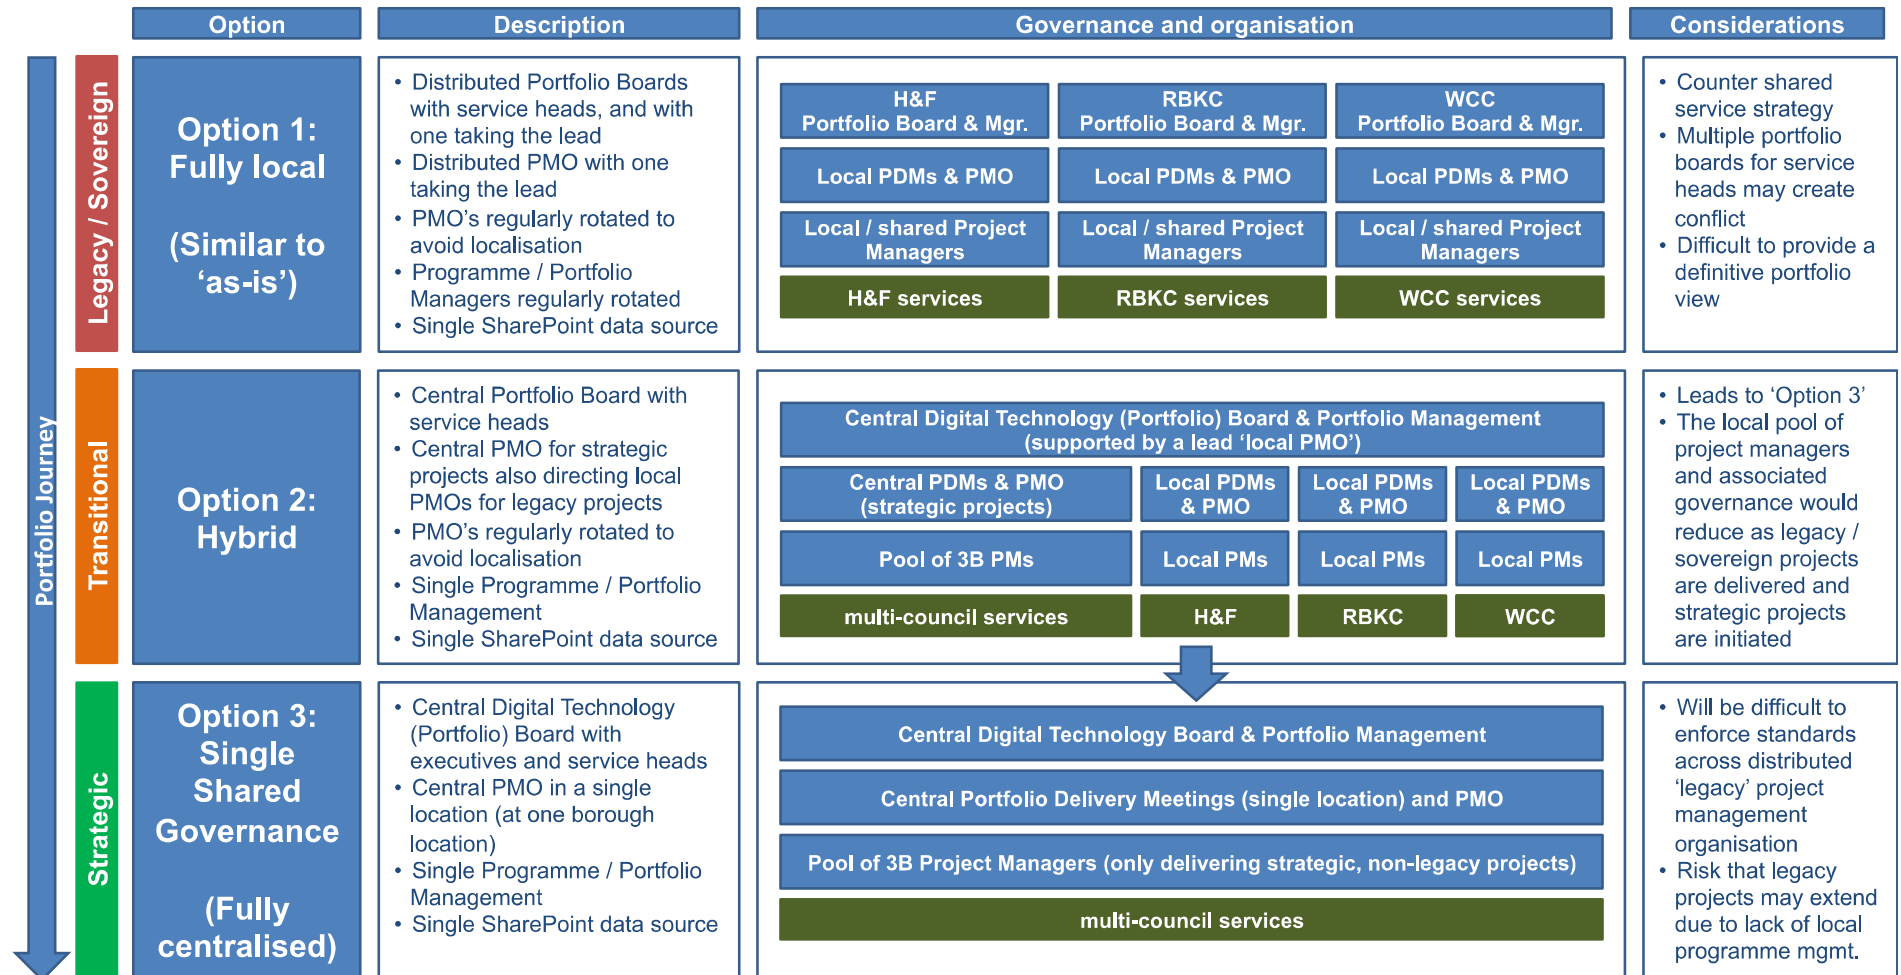 Option
Description
Governance and organisation
Considerations
Portfolio Journey
Legacy / Sovereign
Option 1:
Fully local
(Similar to
‘as-is’)
• Distributed Portfolio Boards
with service heads, and with
one taking the lead
• Distributed PMO with one
taking the lead
• PMO’s regularly rotated to
avoid localisation
• Programme / Portfolio
Managers regularly rotated
• Single SharePoint data source
H&F
Portfolio Board & Mgr.
RBKC
Portfolio Board & Mgr.
WCC
Portfolio Board & Mgr.
Local PDMs & PMO
Local PDMs & PMO
Local PDMs & PMO
Local / shared Project
Managers
Local / shared Project
Managers
Local / shared Project
Managers
H&F services
RBKC services
WCC services
• Counter shared
service strategy
• Multiple portfolio
boards for service
heads may create
conflict
• Difficult to provide a
definitive portfolio
view
Transitional
Option 2:
Hybrid
• Central Portfolio Board with
service heads
• Central PMO for strategic
projects also directing local
PMOs for legacy projects
• PMO’s regularly rotated to
avoid localisation
• Single Programme / Portfolio
Management
• Single SharePoint data source
Central Digital Technology (Portfolio) Board & Portfolio Management
(supported by a lead ‘local PMO’)
Central PDMs & PMO
(strategic projects)
Local PDMs
& PMO
Local PDMs
& PMO
Local PDMs
& PMO
Pool of 3B PMs
Local PMs
Local PMs
Local PMs
multi-council services
H&F
RBKC
WCC
• Leads to ‘Option 3’
• The local pool of
project managers
and associated
governance would
reduce as legacy /
sovereign projects
are delivered and
strategic projects
are initiated
Strategic
Option 3:
Single
Shared
Governance
(Fully
centralised)
• Central Digital Technology
(Portfolio) Board with
executives and service heads
• Central PMO in a single
location (at one borough
location)
• Single Programme / Portfolio
Management
• Single SharePoint data source
Central Digital Technology Board & Portfolio Management
Central Portfolio Delivery Meetings (single location) and PMO
Pool of 3B Project Managers (only delivering strategic, non-legacy projects)
multi-council services
• Will be difficult to
enforce standards
across distributed
‘legacy’ project
management
organisation
• Risk that legacy
projects may extend
due to lack of local
programme mgmt.